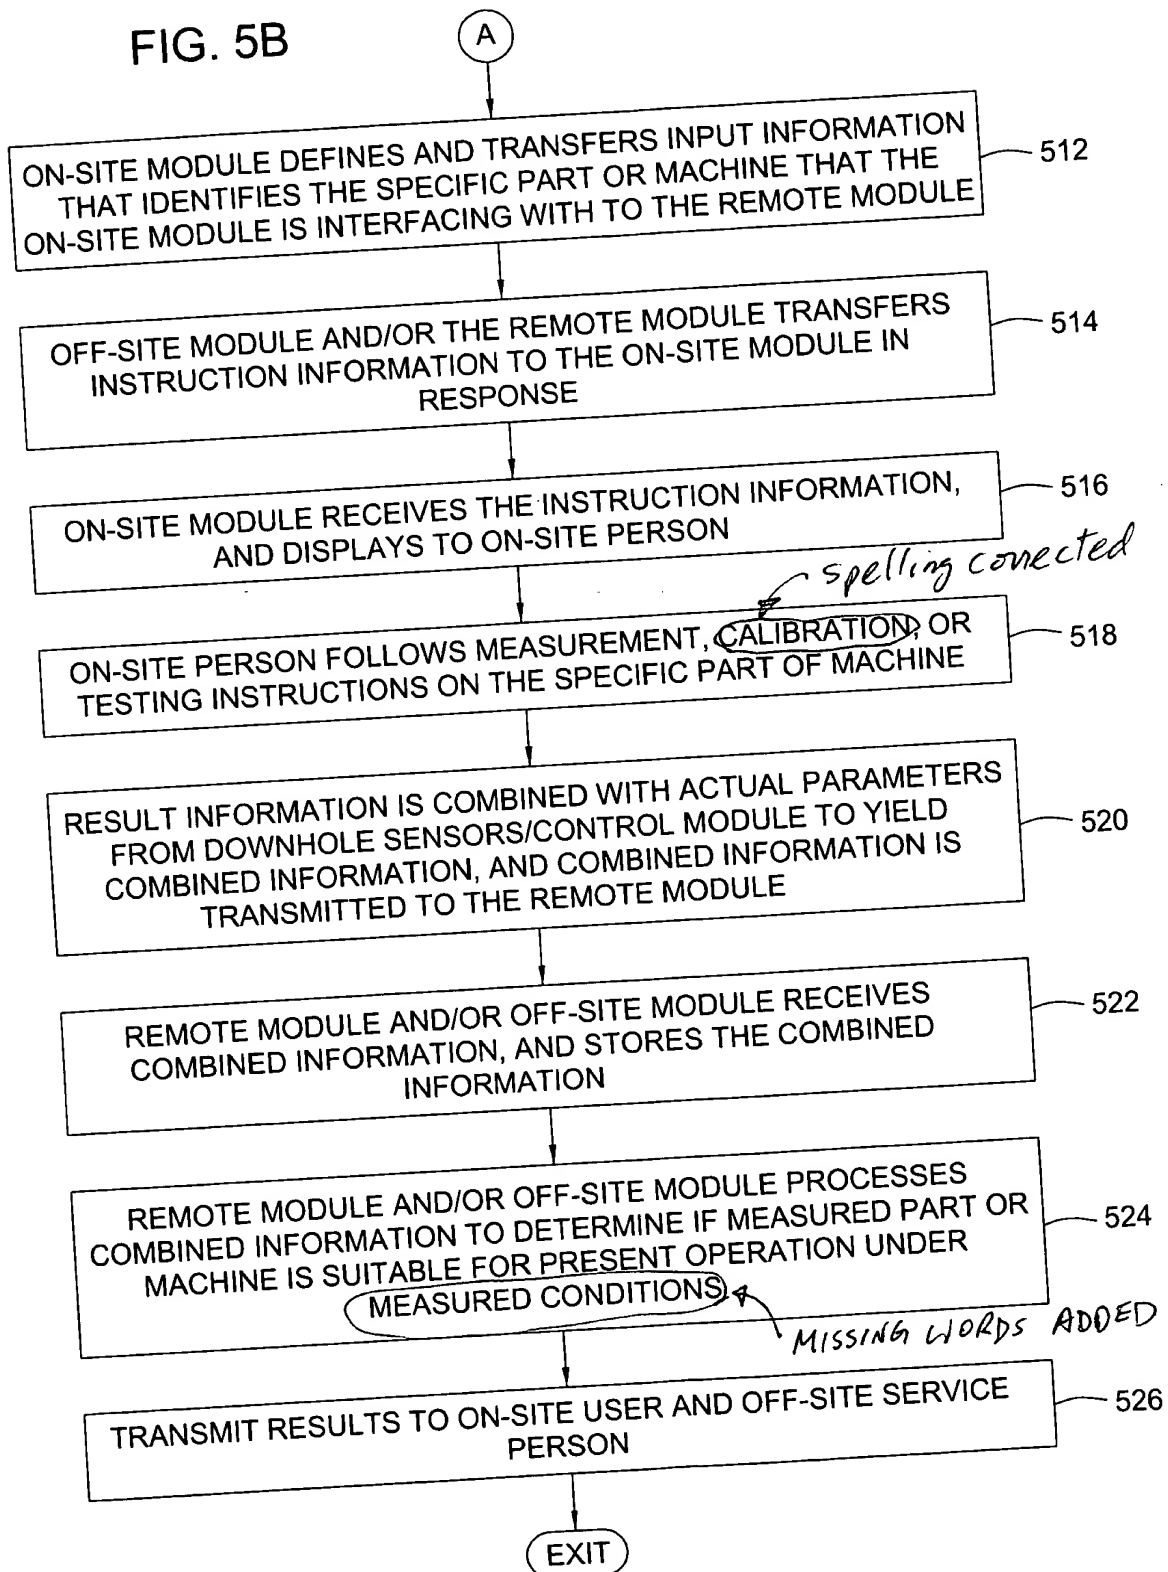 FIG. 5B
A
ON-SITE MODULE DEFINES AND TRANSFERS INPUT INFORMATION
THAT IDENTIFIES THE SPECIFIC PART OR MACHINE THAT THE
ON-SITE MODULE IS INTERFACING WITH TO THE REMOTE MODULE
512
OFF-SITE MODULE AND/OR THE REMOTE MODULE TRANSFERS
INSTRUCTION INFORMATION TO THE ON-SITE MODULE IN
RESPONSE
514
ON-SITE MODULE RECEIVES THE INSTRUCTION INFORMATION,
AND DISPLAYS TO ON-SITE PERSON
516
spelling corrected
ON-SITE PERSON FOLLOWS MEASUREMENT, CALIBRATION, OR
TESTING INSTRUCTIONS ON THE SPECIFIC PART OF MACHINE
518
RESULT INFORMATION IS COMBINED WITH ACTUAL PARAMETERS
FROM DOWNHOLE SENSORS/CONTROL MODULE TO YIELD
COMBINED INFORMATION, AND COMBINED INFORMATION IS
TRANSMITTED TO THE REMOTE MODULE
520
REMOTE MODULE AND/OR OFF-SITE MODULE RECEIVES
COMBINED INFORMATION, AND STORES THE COMBINED
INFORMATION
522
REMOTE MODULE AND/OR OFF-SITE MODULE PROCESSES
COMBINED INFORMATION TO DETERMINE IF MEASURED PART OR
MACHINE IS SUITABLE FOR PRESENT OPERATION UNDER
MEASURED CONDITIONS
524
MISSING WORDS ADDED
TRANSMIT RESULTS TO ON-SITE USER AND OFF-SITE SERVICE
PERSON
526
EXIT